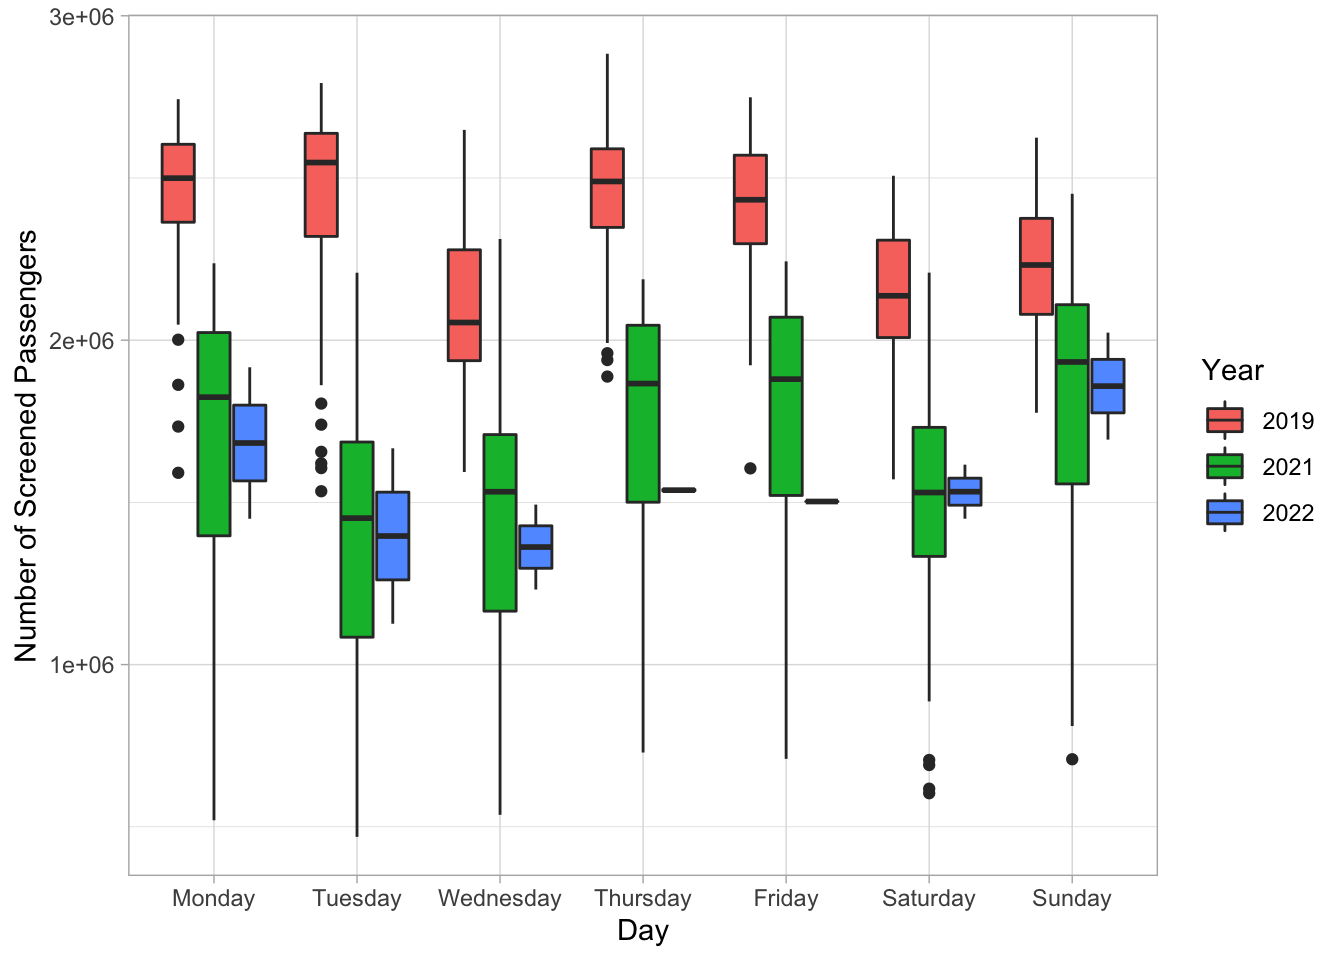 Number of Screened Passengers
3e+06
2e+06
1e+06
Monday
Tuesday
Wednesday
Thursday
Friday
Saturday
Sunday
Day
Year
2019
2021
2022